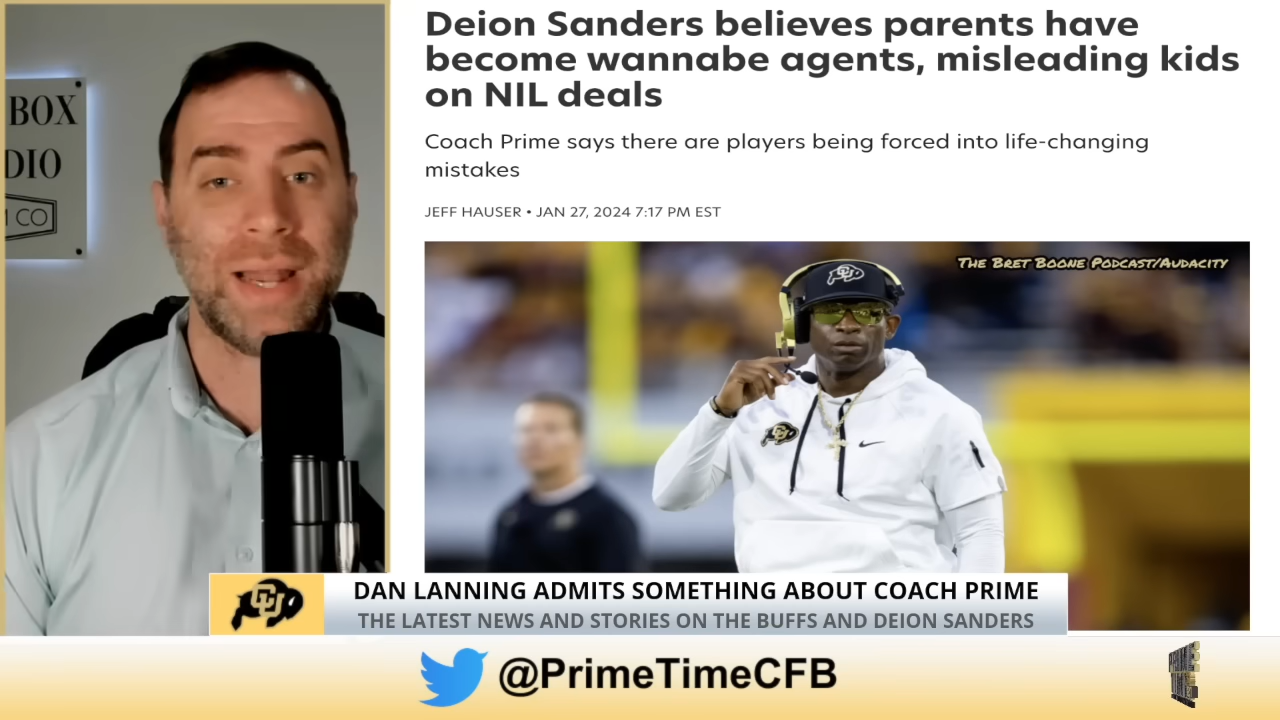 BOX
DIO
CO
Deion Sanders believes parents have
become wannabe agents, misleading kids
on NIL deals
Coach Prime says there are players being forced into life-changing
mistakes
JEFF HAUSER • JAN 27, 2024 7:17 PM EST
THE BRET BOONE PODCAST/AUDACITY
CU
CU
DAN LANNING ADMITS SOMETHING ABOUT COACH PRIME
THE LATEST NEWS AND STORIES ON THE BUFFS AND DEION SANDERS
@PrimeTimeCFB